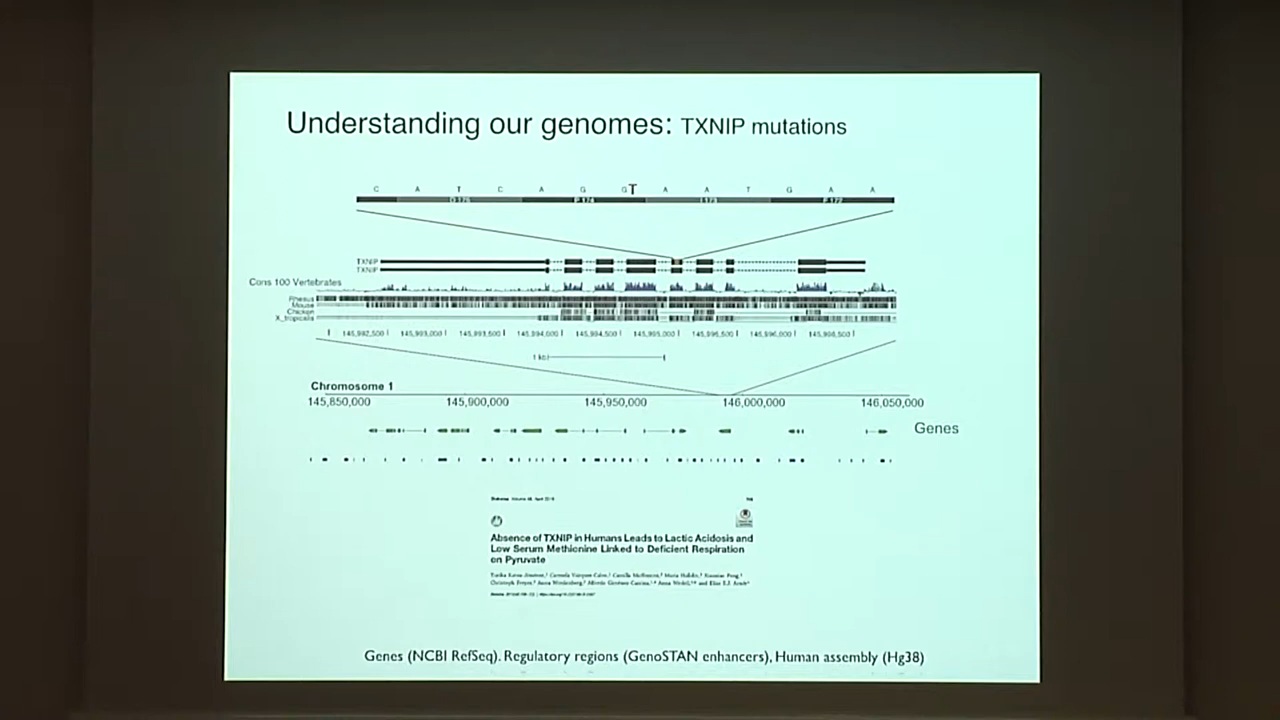 Understanding our genomes: TXNIP mutations
C A T C A G G T A A T G A A
P 174 I 173 F 172
TXNIP
TXNIP
Cons 100 Vertebrates
Rhesus
Mouse
Chicken
X_tropicalis
145,992,500 145,993,000 145,993,500 145,994,000 145,994,500 145,995,000 145,995,500 145,996,000 145,996,500
1 kb
Chromosome 1
145,850,000 145,900,000 145,950,000 146,000,000 146,050,000
Genes
Absence of TXNIP in Humans Leads to Lactic Acidosis and
Low Serum Methionine Linked to Deficient Respiration
on Pyruvate
Genes (NCBI RefSeq). Regulatory regions (GenoSTAN enhancers), Human assembly (Hg38)